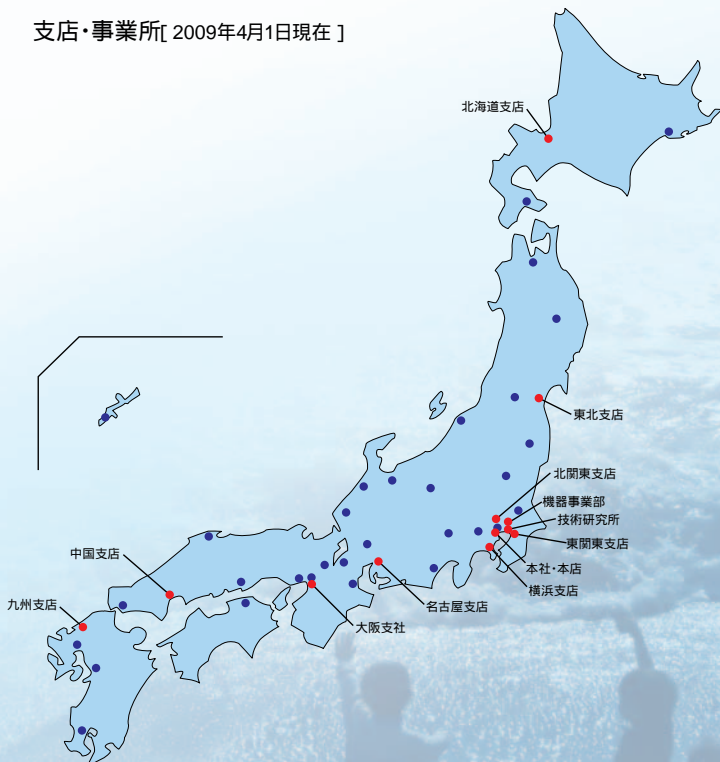 支店・事業所[ 2009年4月1日現在 ]
北海道支店
東北支店
北関東支店
機器事業部
技術研究所
東関東支店
本社・本店
横浜支店
名古屋支店
大阪支社
中国支店
九州支店